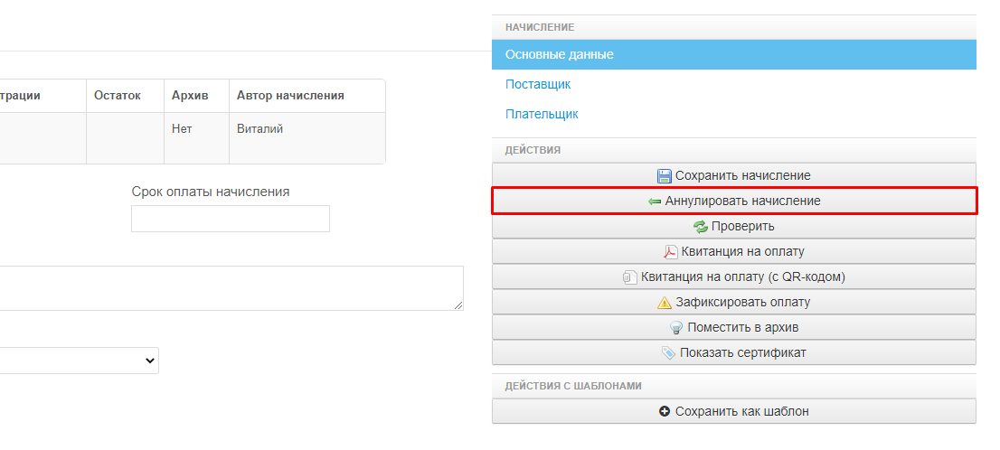 трации Остаток Архив Автор начисления
Нет Виталий
Срок оплаты начисления
НАЧИСЛЕНИЕ
Основные данные
Поставщик
Плательщик
ДЕЙСТВИЯ
Сохранить начисление
Аннулировать начисление
Проверить
Квитанция на оплату
Квитанция на оплату (с QR-кодом)
Зафиксировать оплату
Поместить в архив
Показать сертификат
ДЕЙСТВИЯ С ШАБЛОНАМИ
Сохранить как шаблон